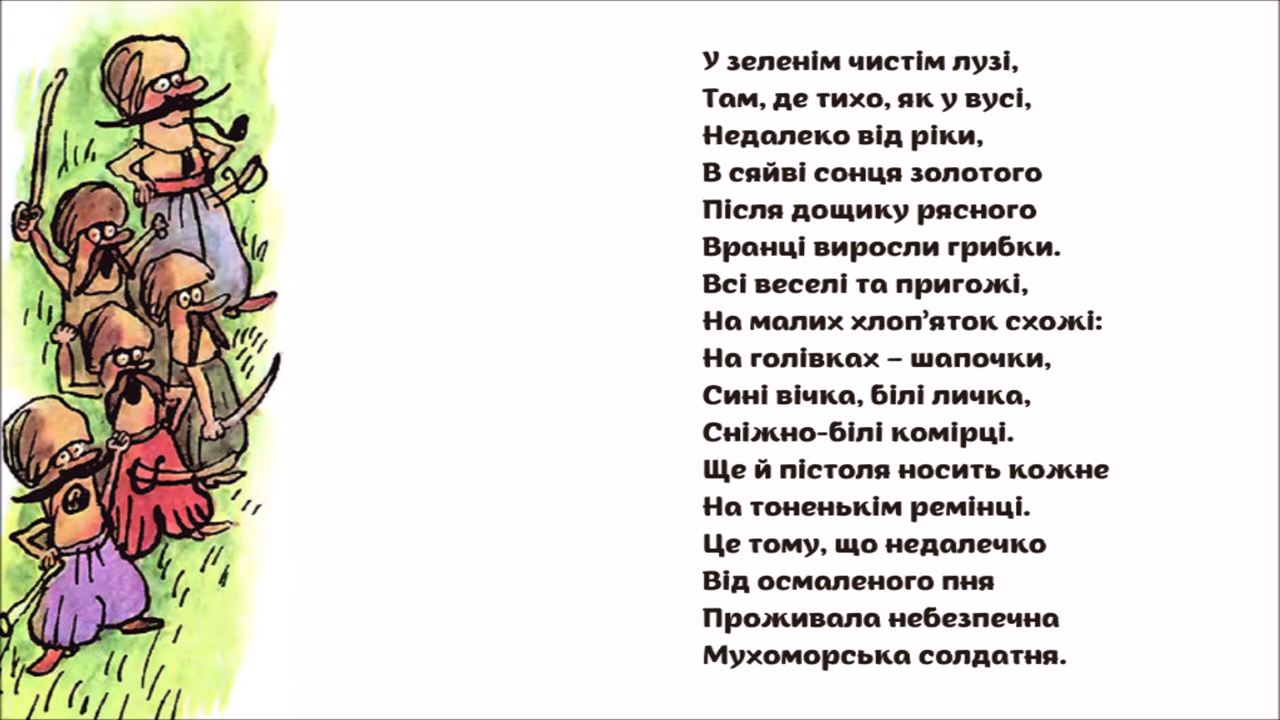 У зеленім чистім лузі,
Там, де тихо, як у вусі,
Недалеко від ріки,
В сяйві сонця золотого
Після дощику рясного
Вранці виросли грибки.
Всі веселі та пригожі,
На малих хлоп’яток схожі:
На голівках – шапочки,
Сині вічка, білі личка,
Сніжно-білі комірці.
Ще й пістоля носить кожне
На тоненькім ремінці.
Це тому, що недалечко
Від осмаленого пня
Проживала небезпечна
Мухоморська солдатня.